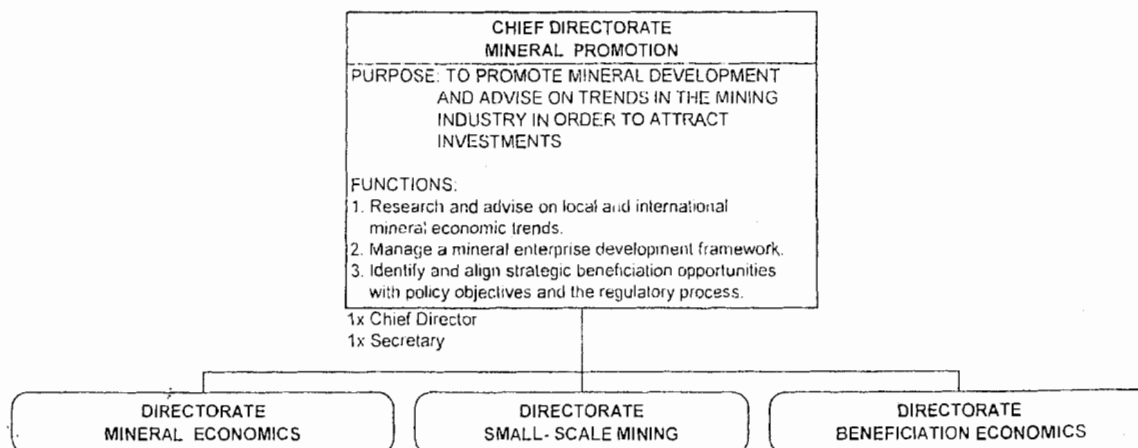 CHIEF DIRECTORATE
MINERAL PROMOTION
PURPOSE: TO PROMOTE MINERAL DEVELOPMENT
AND ADVISE ON TRENDS IN THE MINING
INDUSTRY IN ORDER TO ATTRACT
INVESTMENTS
FUNCTIONS:
1. Research and advise on local and international
mineral economic trends.
2. Manage a mineral enterprise development framework.
3. Identify and align strategic beneficiation opportunities
with policy objectives and the regulatory process.
1x Chief Director
1x Secretary
DIRECTORATE
MINERAL ECONOMICS
DIRECTORATE
SMALL- SCALE MINING
DIRECTORATE
BENEFICIATION ECONOMICS